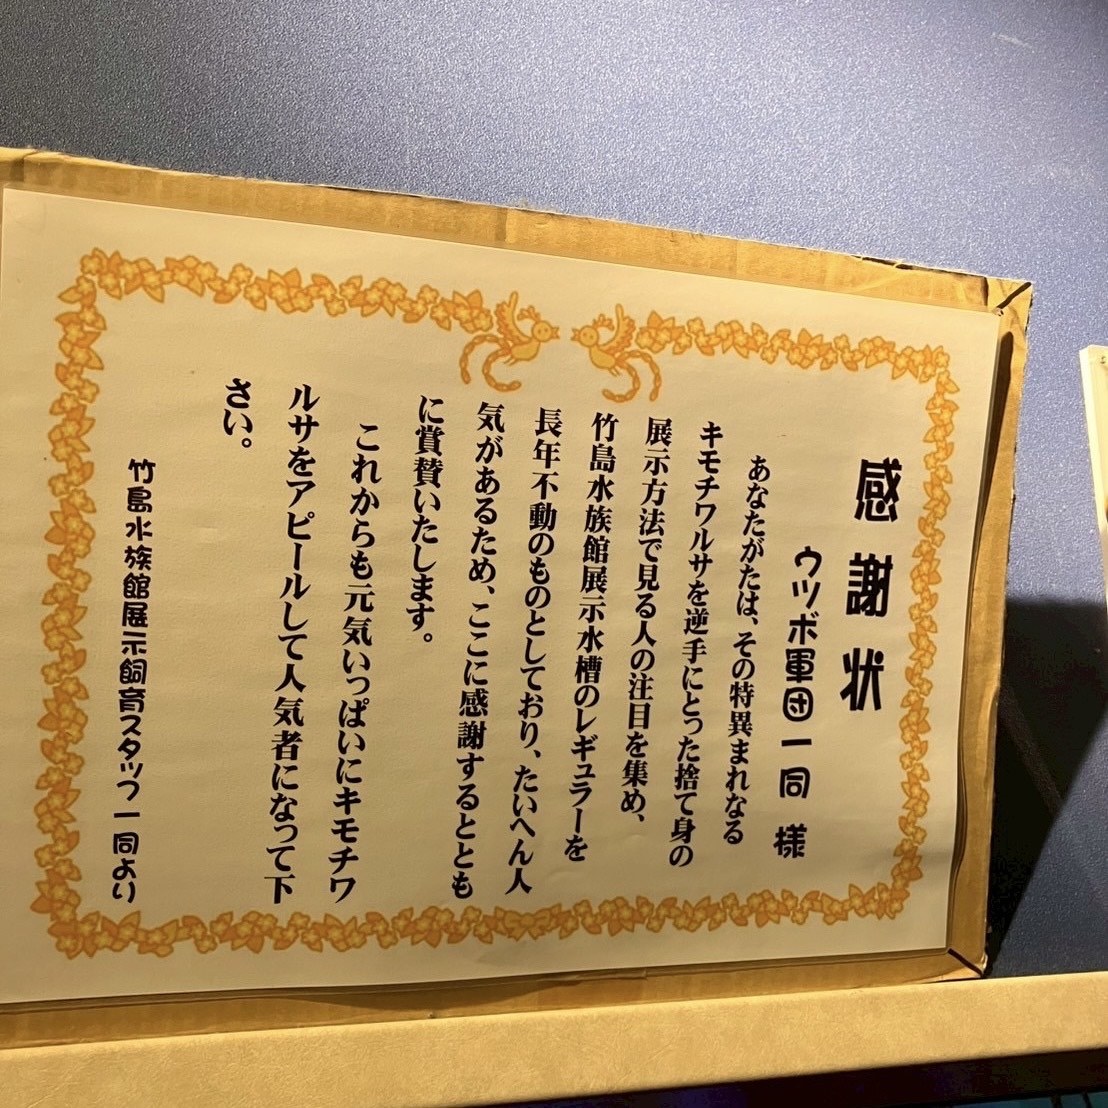 感謝状
ウツボ軍団一同 様
あなたがたは、その特異まれなる
キモチワルサを逆手にとった捨て身の
展示方法で見る人の注目を集め、
竹島水族館展示水槽のレギュラーを
長年不動のものとしており、たいへん人
気があるため、ここに感謝するととも
に賞賛いたします。
これからも元気いっぱいにキモチワ
ルサをアピールして人気者になって下
さい。
竹島水族館展示飼育スタッフ一同より